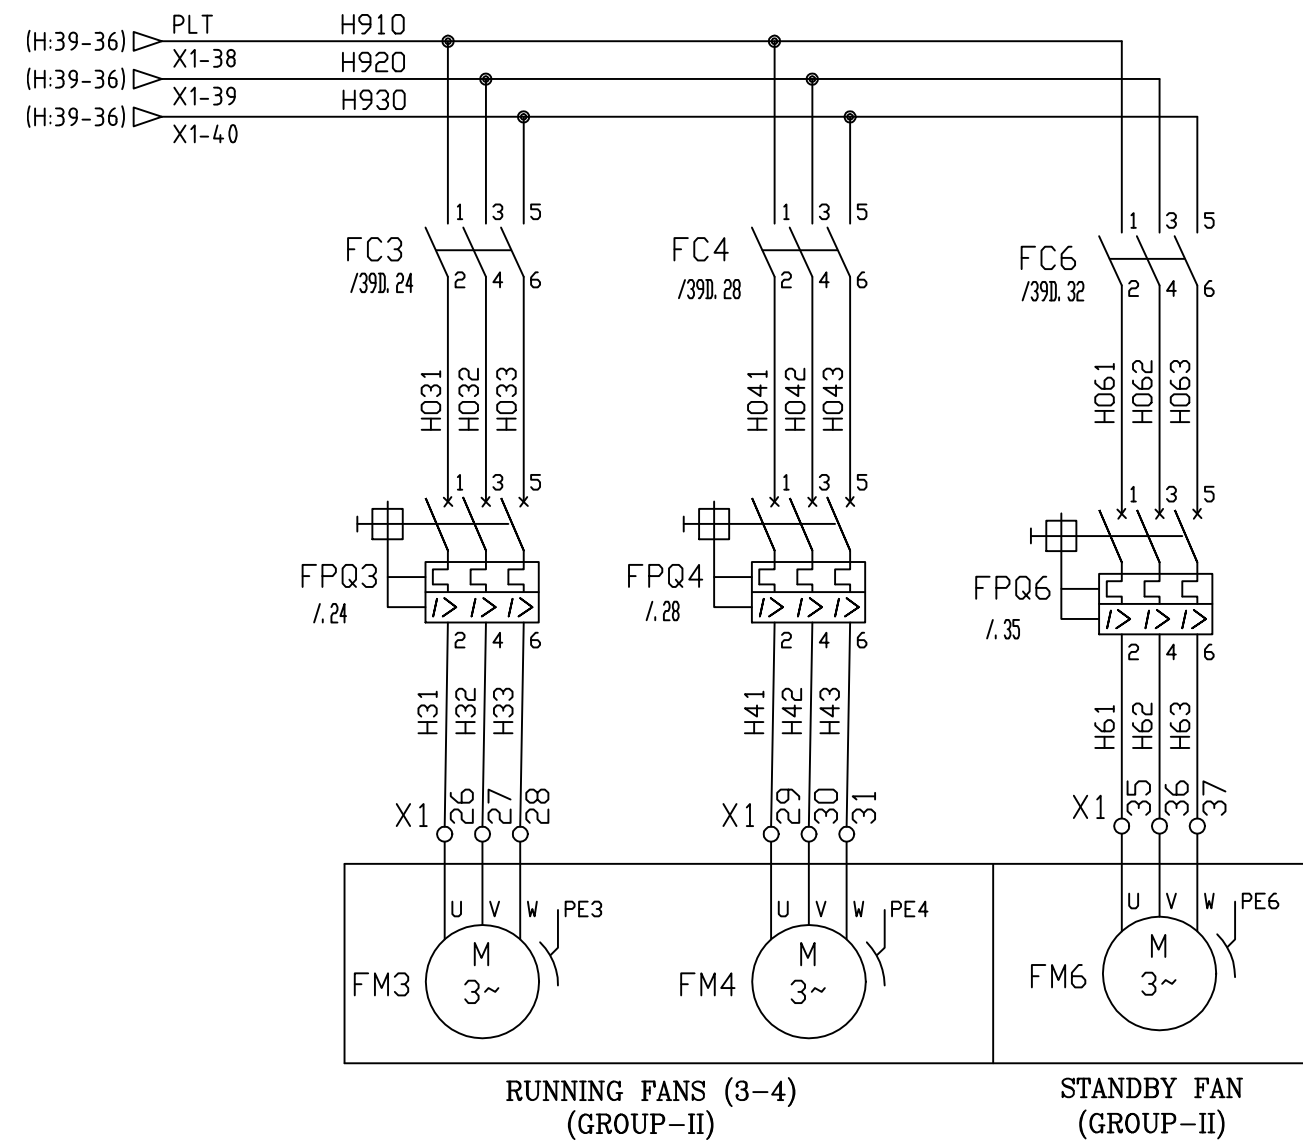 PLT H910
(H:39-36)
X1-38 H920
(H:39-36)
X1-39 H930
(H:39-36)
X1-40
1 3 5 1 3 5 1 3 5
FC3 FC4 FC6
/39D.24 2 4 6 /39D.28 2 4 6 /39D.32 2 4 6
H031 H032 H033 H041 H042 H043 H061 H062 H063
1 3 5 1 3 5 1 3 5
FPQ3 FPQ4 FPQ6
I> I> I> I> I> I> I> I> I>
/.24 /.28 /.35
2 4 6 2 4 6 2 4 6
H31 H32 H33 H41 H42 H43 H61 H62 H63
X1 26 27 28 X1 29 30 31 X1 35 36 37
U V W PE3 U V W PE4 U V W PE6
M M M
FM3 3~ FM4 3~ FM6 3~
RUNNING FANS (3-4) STANDBY FAN
(GROUP-II) (GROUP-II)